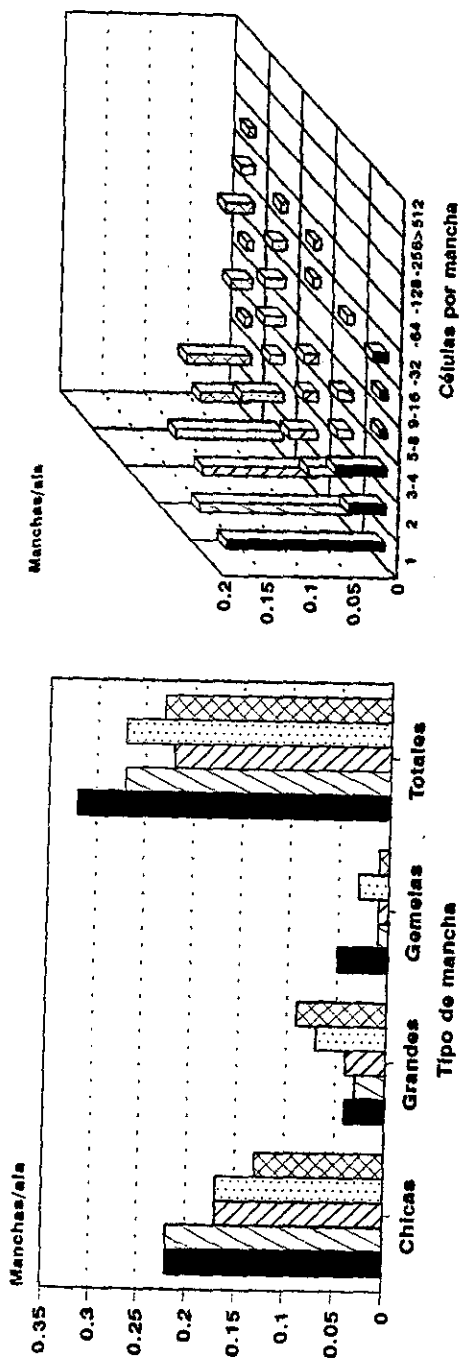 Manchas/ala
0.35
0.3
0.25
0.2
0.15
0.1
0.05
0
Chicas Grandes Gemelas Totales
Tipo de mancha
Manchas/ala
0.2
0.15
0.1
0.05
0
1 2 3-4 5-8 9-16 -32 -64 -128 -256 >512
Células por mancha